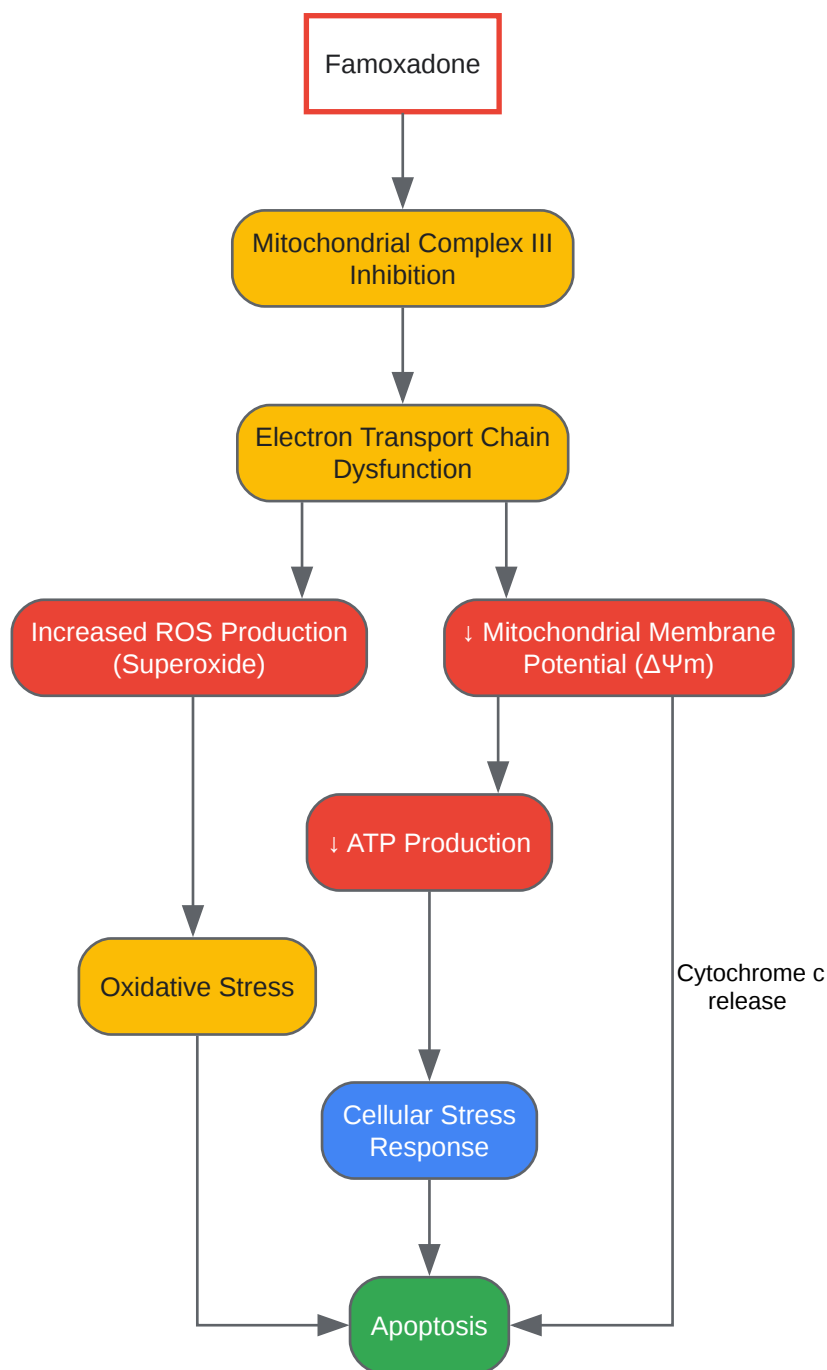 Famoxadone
Mitochondrial Complex III
Inhibition
Electron Transport Chain
Dysfunction
Increased ROS Production
(Superoxide)
↓ Mitochondrial Membrane
Potential (ΔΨm)
↓ ATP Production
Oxidative Stress
Cytochrome c
release
Cellular Stress
Response
Apoptosis